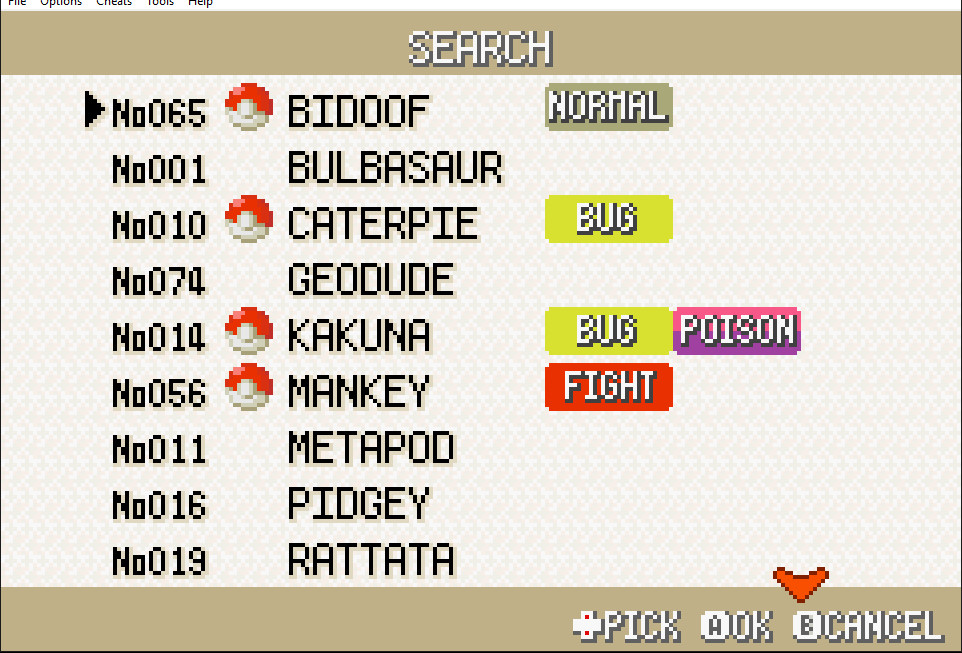 File Options Cheats Tools Help
SEARCH
No065 BIDOOF NORMAL
No001 BULBASAUR
No010 CATERPIE BUG
No074 GEODUDE
No014 KAKUNA BUG POISON
No056 MANKEY FIGHT
No011 METAPOD
No016 PIDGEY
No019 RATTATA
PICK A OK B CANCEL